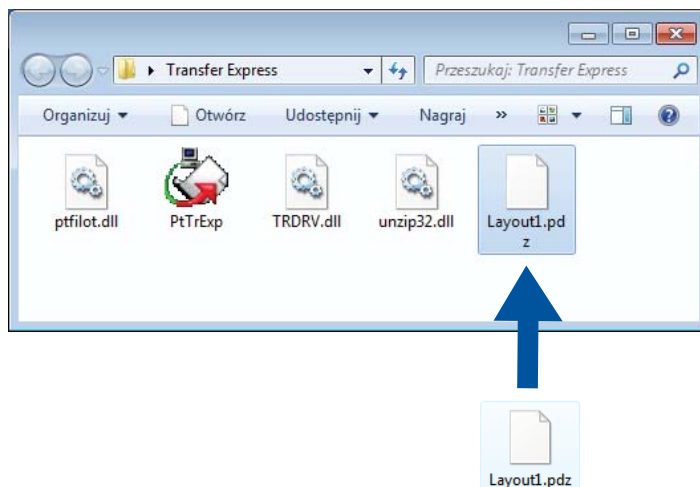 Transfer Express
Przeszukaj: Transfer Express
Organizuj
Otwórz
Udostępnij
Nagraj
»
ptfilot.dll
PtTrExp
TRDRV.dll
unzip32.dll
Layout1.pd
z
Layout1.pdz